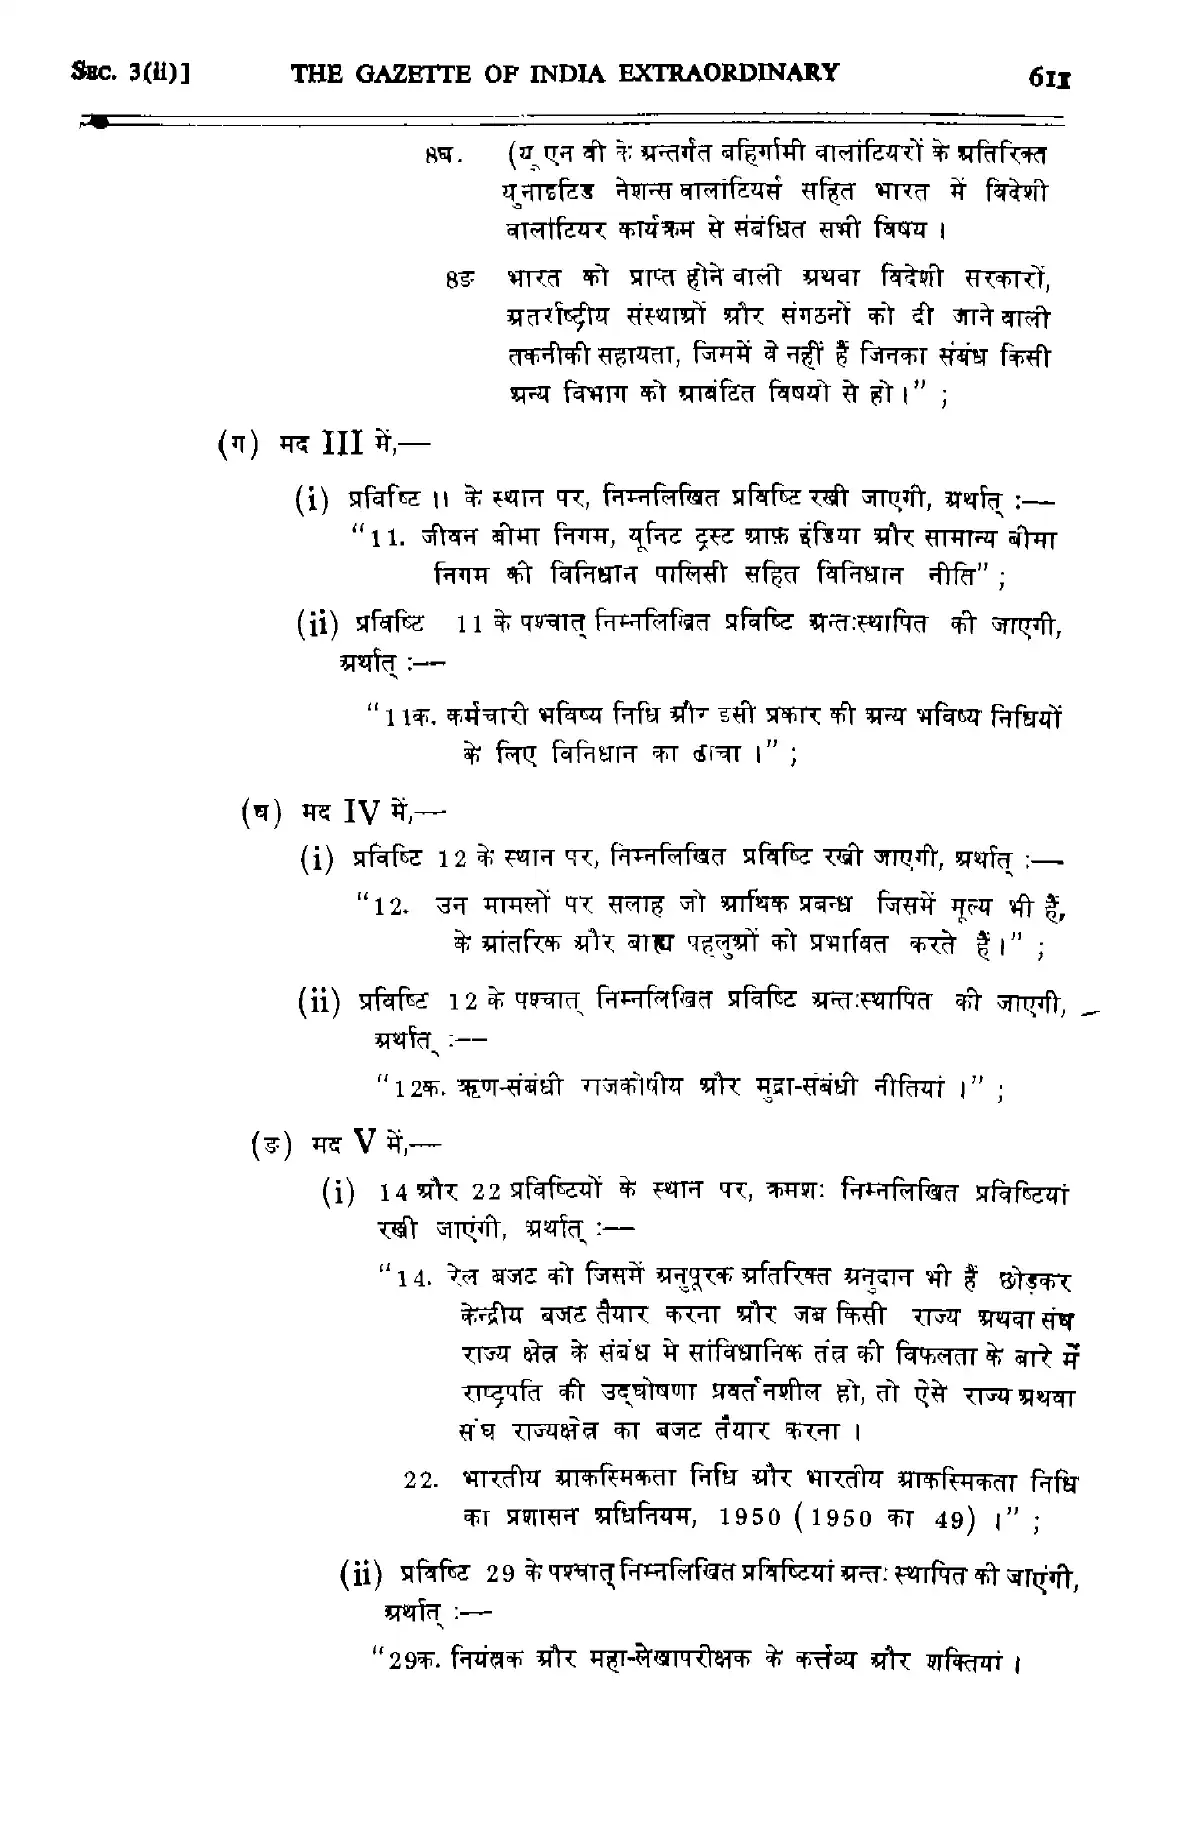 SEC. 3(ii)] THE GAZETTE OF INDIA EXTRAORDINARY 611
8घ. (यू एन वी के अन्तर्गत बहिर्गामी वालांटियरों के अतिरिक्त
युनाइटिड नेशन्स वालांटियर्स सहित भारत में विदेशी
वालांटियर कार्यक्रम से संबंधित सभी विषय ।
8ङ भारत को प्राप्त होने वाली अथवा विदेशी सरकारों,
अतर्राष्ट्रीय संस्थाओं और संगठनों को दी जाने वाली
तकनीकी सहायता, जिसमें वे नहीं हैं जिनका संबंध किसी
अन्य विभाग को आबंटित विषयो से हो।” ;
(ग) मद III में,—
(i) प्रविष्टि 11 के स्थान पर, निम्नलिखित प्रविष्टि रखी जाएगी, अर्थात् :—
“11. जीवन बीमा निगम, यूनिट ट्रस्ट आफ इंडिया और सामान्य बीमा
निगम की विनिधान पालिसी सहित विनिधान नीति” ;
(ii) प्रविष्टि 11 के पश्चात् निम्नलिखित प्रविष्टि अन्तःस्थापित की जाएगी,
अर्थात् :—
“11क. कर्मचारी भविष्य निधि और इसी प्रकार की अन्य भविष्य निधियों
के लिए विनिधान का ढाचा ।” ;
(घ) मद IV में,—
(i) प्रविष्टि 12 के स्थान पर, निम्नलिखित प्रविष्टि रखी जाएगी, अर्थात् :—
“12. उन मामलों पर सलाह जो आर्थिक प्रबन्ध जिसमें मूल्य भी हैं,
के आंतरिक और बाह्य पहलुओं को प्रभावित करते हैं।” ;
(ii) प्रविष्टि 12 के पश्चात् निम्नलिखित प्रविष्टि अन्तःस्थापित की जाएगी,
अर्थात् :—
“12क. ऋण-संबंधी राजकोषीय और मुद्रा-संबंधी नीतियां ।” ;
(ङ) मद V में,—
(i) 14 और 22 प्रविष्टियों के स्थान पर, क्रमशः निम्नलिखित प्रविष्टियां
रखी जाएंगी, अर्थात् :—
“14. रेल बजट को जिसमें अनुपूरक अतिरिक्त अनुदान भी हैं छोड़कर
केन्द्रीय बजट तैयार करना और जब किसी राज्य अथवा संघ
राज्य क्षेत्र के संबंध मे सांविधानिक तंत्र की विफलता के बारे में
राष्ट्रपति की उद्घोषणा प्रवर्तनशील हो, तो ऐसे राज्य अथवा
संघ राज्यक्षेत्र का बजट तैयार करना ।
22. भारतीय आकस्मिकता निधि और भारतीय आकस्मिकता निधि
का प्रशासन अधिनियम, 1950 (1950 का 49) ।” ;
(ii) प्रविष्टि 29 के पश्चात् निम्नलिखित प्रविष्टियां अन्तः स्थापित की जाएंगी,
अर्थात् :—
“29क. नियंत्रक और महा-लेखापरीक्षक के कर्त्तव्य और शक्तियां ।